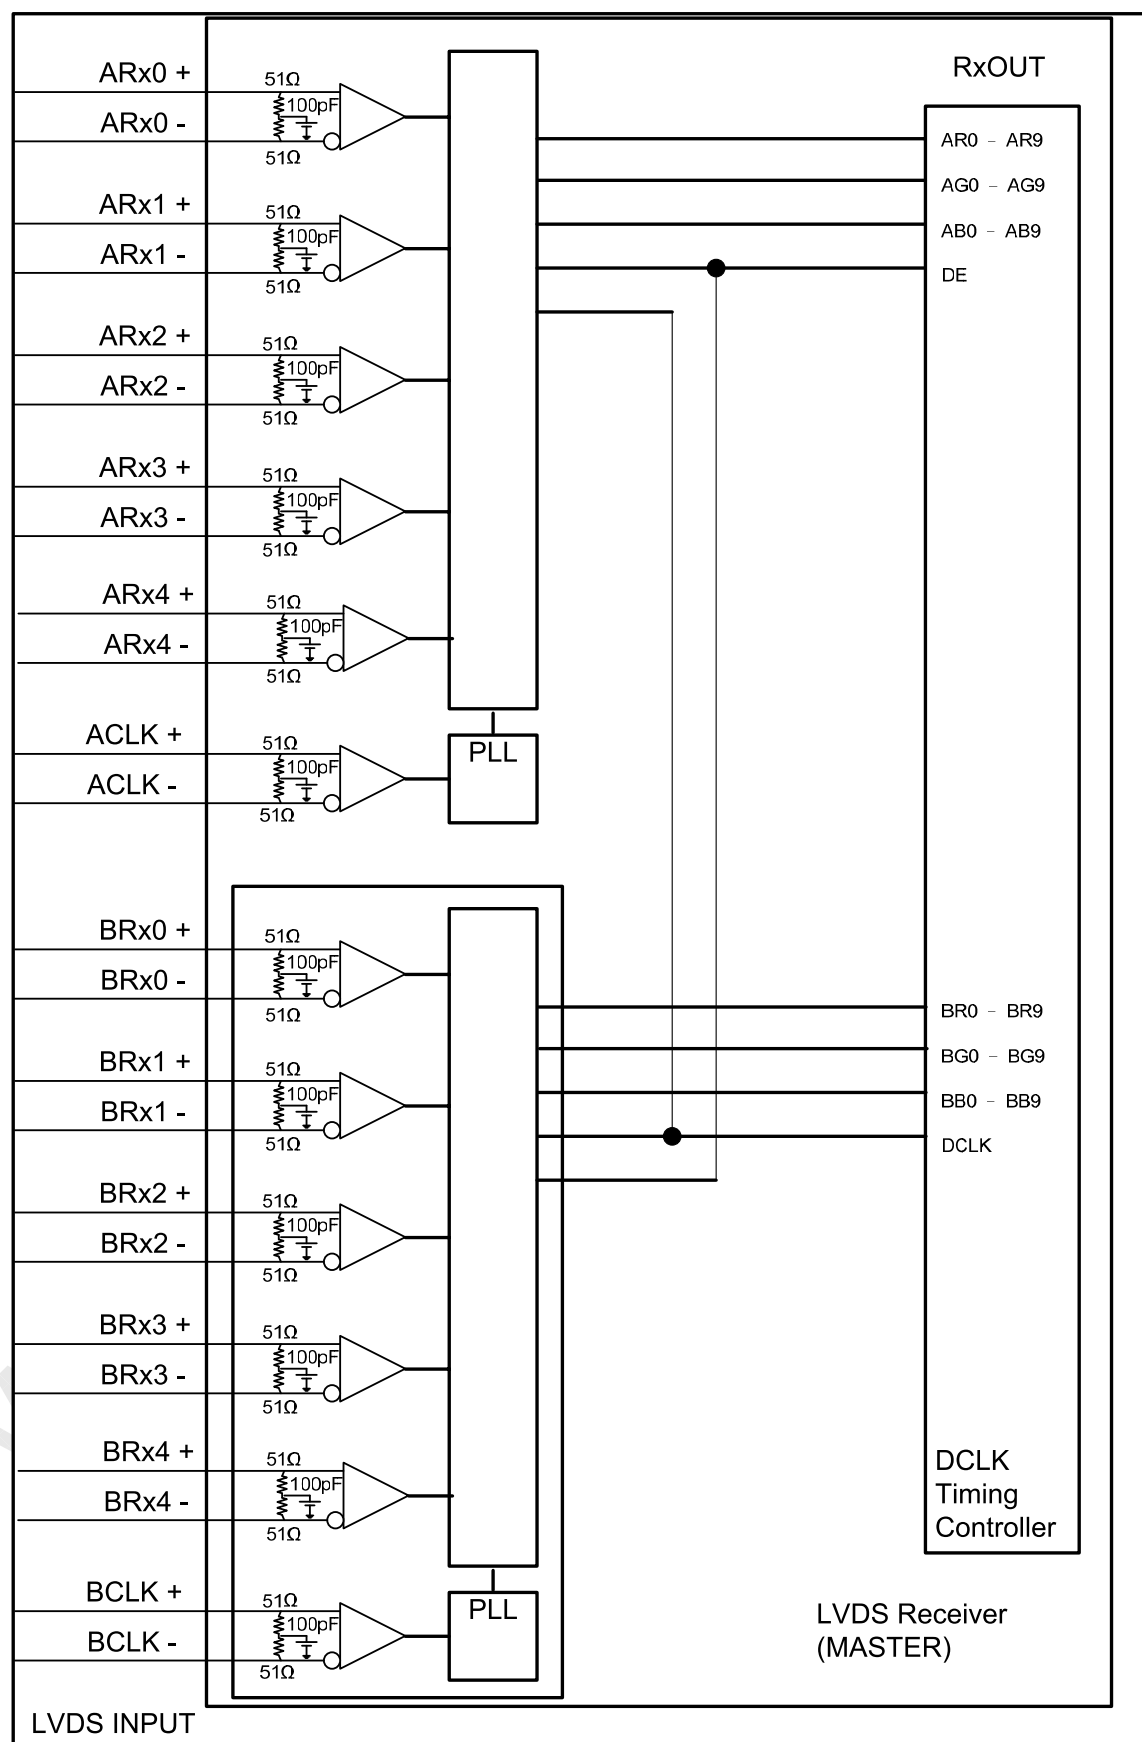 RxOUT
ARx0 +
51Ω
100pF
ARx0 -
51Ω
AR0 – AR9
AG0 – AG9
ARx1 +
51Ω
100pF
AB0 – AB9
ARx1 -
51Ω
DE
ARx2 +
51Ω
100pF
ARx2 -
51Ω
ARx3 +
51Ω
100pF
ARx3 -
51Ω
ARx4 +
51Ω
100pF
ARx4 -
51Ω
ACLK +
51Ω
100pF
PLL
ACLK -
51Ω
BRx0 +
51Ω
100pF
BRx0 -
51Ω
BR0 – BR9
BG0 – BG9
BRx1 +
51Ω
100pF
BB0 – BB9
BRx1 -
51Ω
DCLK
BRx2 +
51Ω
100pF
BRx2 -
51Ω
BRx3 +
51Ω
100pF
BRx3 -
51Ω
BRx4 +
51Ω
100pF
BRx4 -
51Ω
DCLK
Timing
Controller
BCLK +
51Ω
100pF
PLL
BCLK -
51Ω
LVDS Receiver
(MASTER)
LVDS INPUT